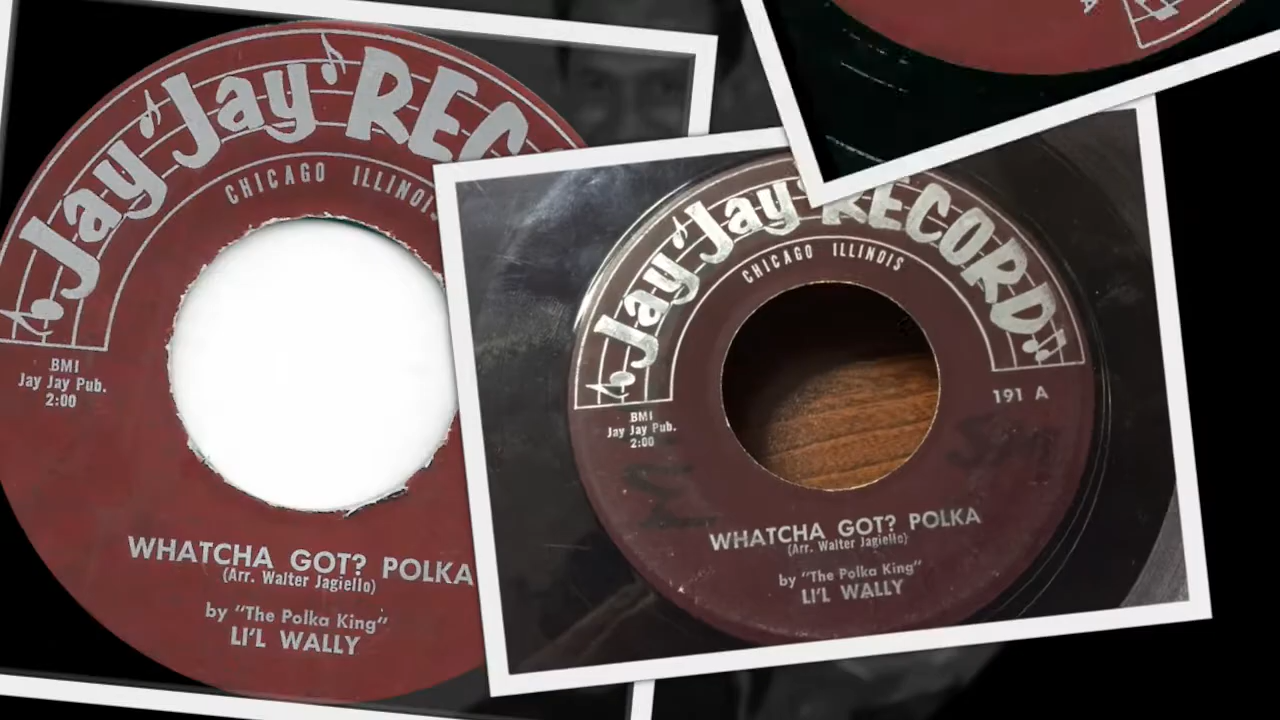 Jay Jay REC
CHICAGO ILLINOIS
BMI
Jay Jay Pub.
2:00
WHATCHA GOT? POLKA
(Arr. Walter Jagiello)
by "The Polka King"
LI'L WALLY
Jay Jay RECORD
CHICAGO ILLINOIS
191 A
BMI
Jay Jay Pub.
2:00
WHATCHA GOT? POLKA
(Arr. Walter Jagiello)
by "The Polka King"
LI'L WALLY